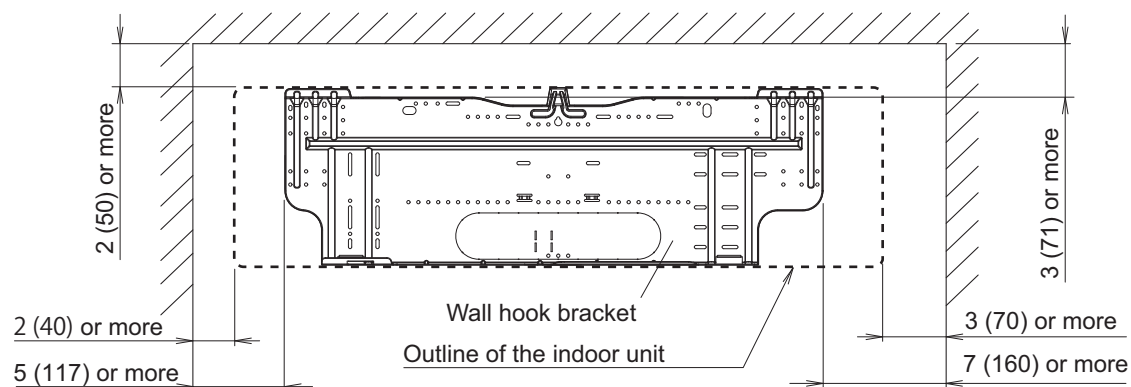 2 (50) or more
3 (71) or more
Wall hook bracket
2 (40) or more
3 (70) or more
Outline of the indoor unit
5 (117) or more
7 (160) or more